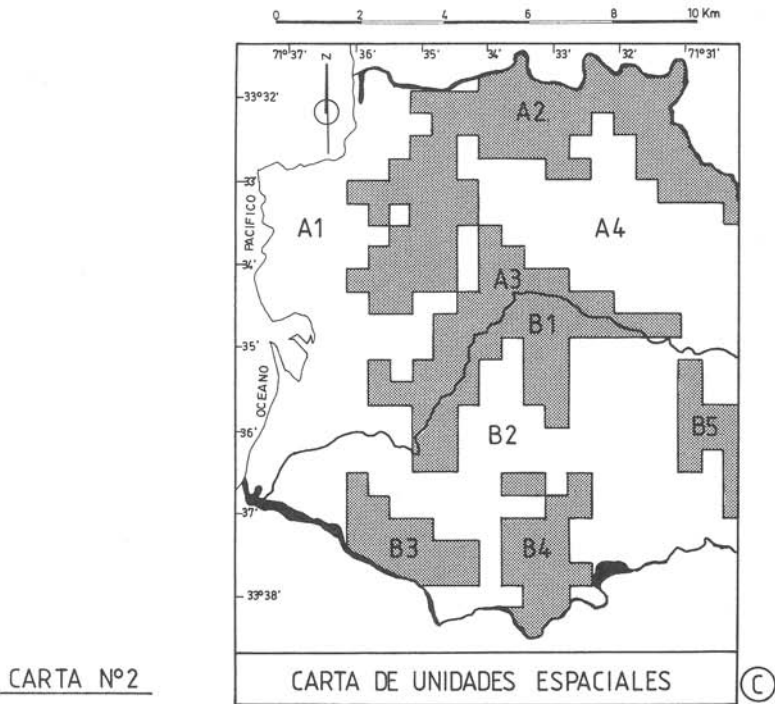 0 2 4 6 8 10 Km
71°37' 36' 35' 34' 33' 32' 71°31'
N
33°32'
A2
33'
A1
A4
PACIFICO
34'
A3
B1
35'
OCEANO
B5
36'
B2
37'
B3
B4
33°38'
CARTA Nº2
CARTA DE UNIDADES ESPACIALES
C